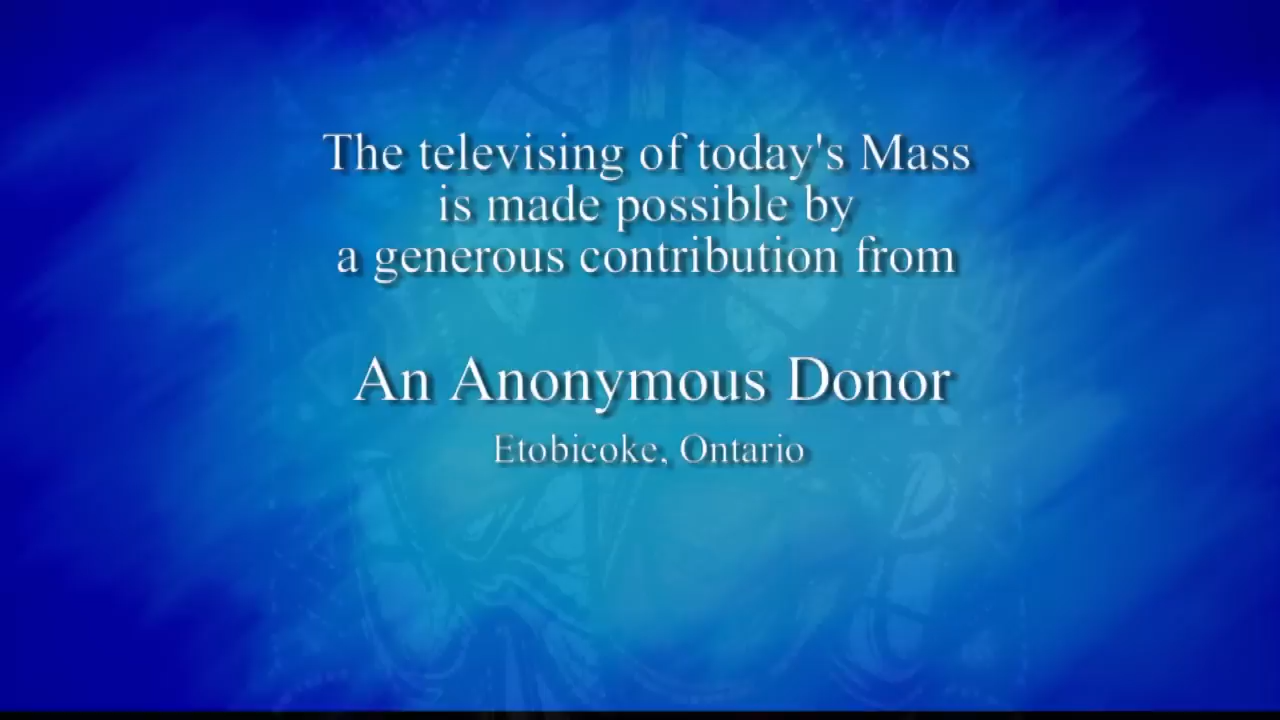 The televising of today's Mass
is made possible by
a generous contribution from
An Anonymous Donor
Etobicoke, Ontario